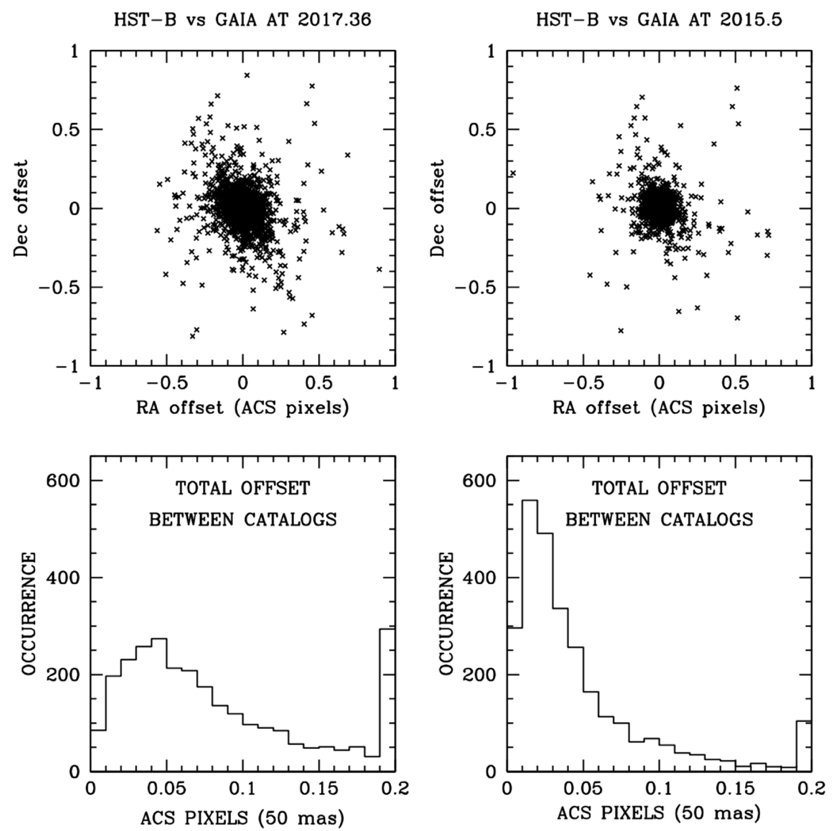 HST-B vs GAIA AT 2017.36
HST-B vs GAIA AT 2015.5
1
0.5
0
-0.5
-1
Dec offset
-1 -0.5 0 0.5 1
RA offset (ACS pixels)
1
0.5
0
-0.5
-1
Dec offset
-1 -0.5 0 0.5 1
RA offset (ACS pixels)
TOTAL OFFSET
BETWEEN CATALOGS
600
400
200
0
OCCURRENCE
0 0.05 0.1 0.15 0.2
ACS PIXELS (50 mas)
TOTAL OFFSET
BETWEEN CATALOGS
600
400
200
0
OCCURRENCE
0 0.05 0.1 0.15 0.2
ACS PIXELS (50 mas)